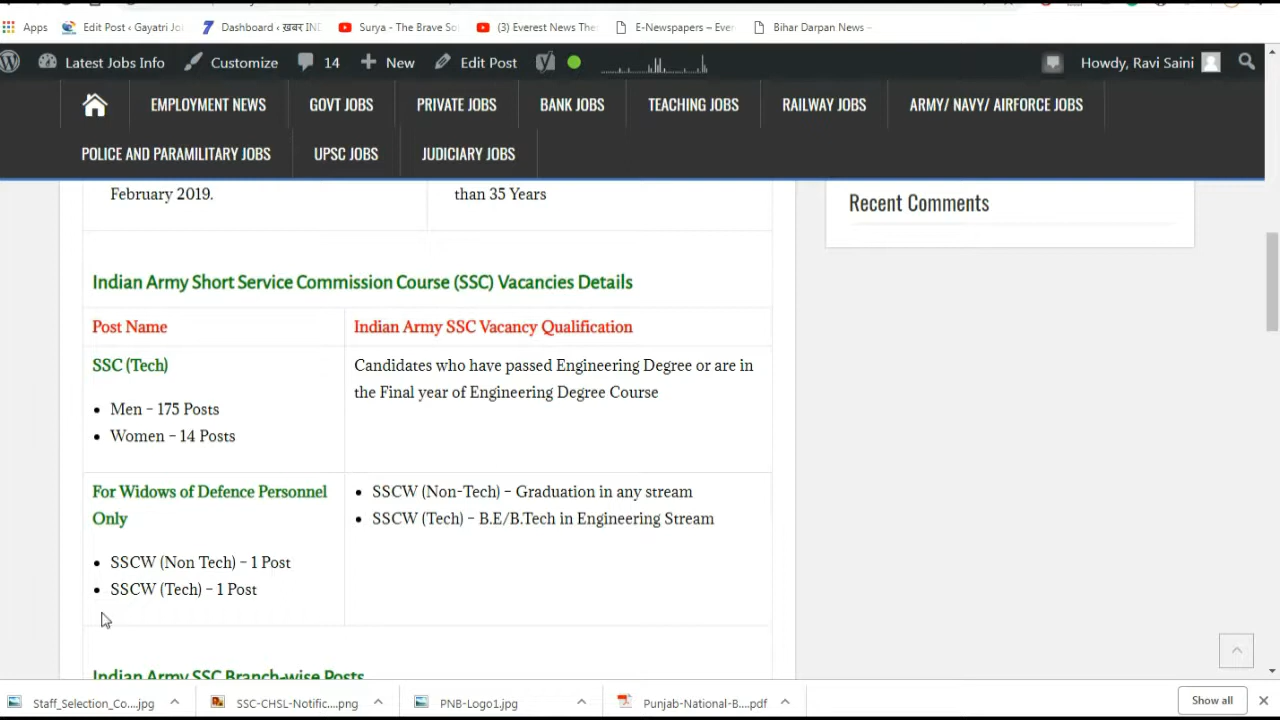 Apps Edit Post ‹ Gayatri Jo Dashboard ‹ ख़बर IN Surya - The Brave So (3) Everest News The E-Newspapers – Ever Bihar Darpan News –
Latest Jobs Info Customize 14 New Edit Post Howdy, Ravi Saini
EMPLOYMENT NEWS GOVT JOBS PRIVATE JOBS BANK JOBS TEACHING JOBS RAILWAY JOBS ARMY/ NAVY/ AIRFORCE JOBS
POLICE AND PARAMILITARY JOBS UPSC JOBS JUDICIARY JOBS
February 2019. than 35 Years
Recent Comments
Indian Army Short Service Commission Course (SSC) Vacancies Details
Post Name Indian Army SSC Vacancy Qualification
SSC (Tech) Candidates who have passed Engineering Degree or are in
the Final year of Engineering Degree Course
• Men – 175 Posts
• Women – 14 Posts
For Widows of Defence Personnel • SSCW (Non-Tech) – Graduation in any stream
Only • SSCW (Tech) – B.E/B.Tech in Engineering Stream
• SSCW (Non Tech) – 1 Post
• SSCW (Tech) – 1 Post
Indian Army SSC Branch-wise Posts
Staff_Selection_Co....jpg SSC-CHSL-Notific....png PNB-Logo1.jpg Punjab-National-B....pdf Show all